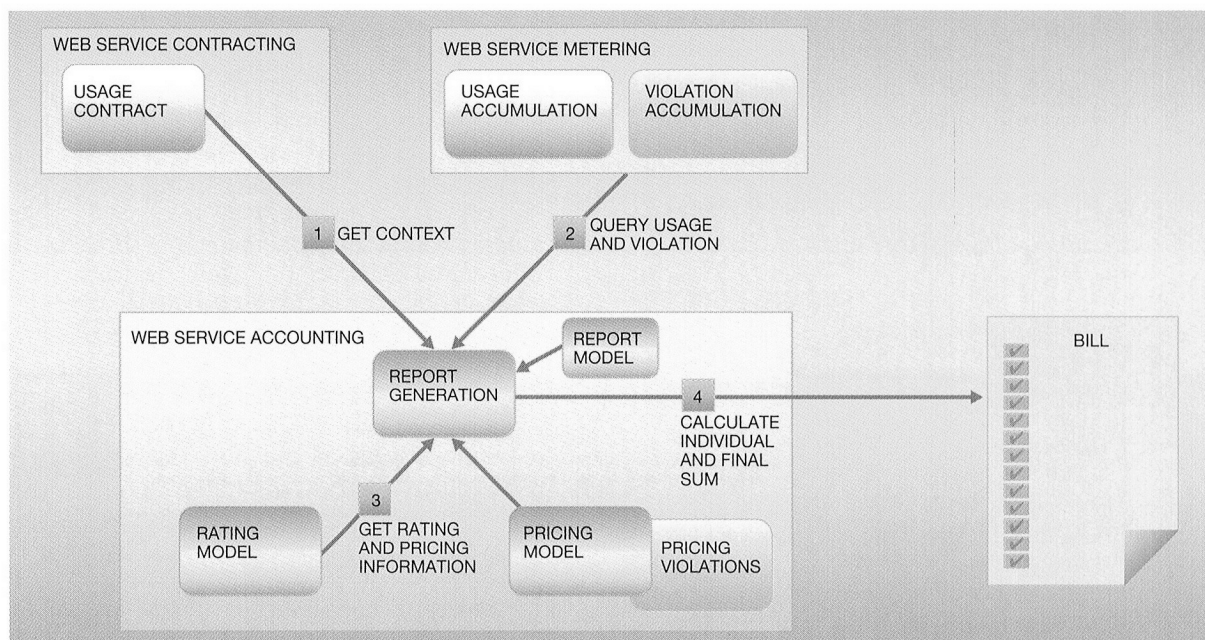 WEB SERVICE CONTRACTING
USAGE
CONTRACT
WEB SERVICE METERING
USAGE
ACCUMULATION
VIOLATION
ACCUMULATION
1
GET CONTEXT
2
QUERY USAGE
AND VIOLATION
WEB SERVICE ACCOUNTING
REPORT
GENERATION
REPORT
MODEL
4
CALCULATE
INDIVIDUAL
AND FINAL
SUM
3
GET RATING
AND PRICING
INFORMATION
RATING
MODEL
PRICING
MODEL
PRICING
VIOLATIONS
BILL